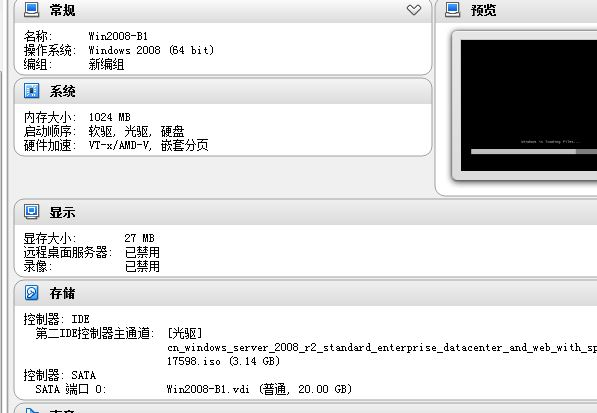 常规
名称: Win2008-B1
操作系统: Windows 2008 (64 bit)
编组: 新编组
系统
内存大小: 1024 MB
启动顺序: 软驱, 光驱, 硬盘
硬件加速: VT-x/AMD-V, 嵌套分页
预览
Windows is loading files...
显示
显存大小: 27 MB
远程桌面服务器: 已禁用
录像: 已禁用
存储
控制器: IDE
第二IDE控制器主通道: [光驱]
cn_windows_server_2008_r2_standard_enterprise_datacenter_and_web_with_sp
17598.iso (3.14 GB)
控制器: SATA
SATA 端口 0: Win2008-B1.vdi (普通, 20.00 GB)